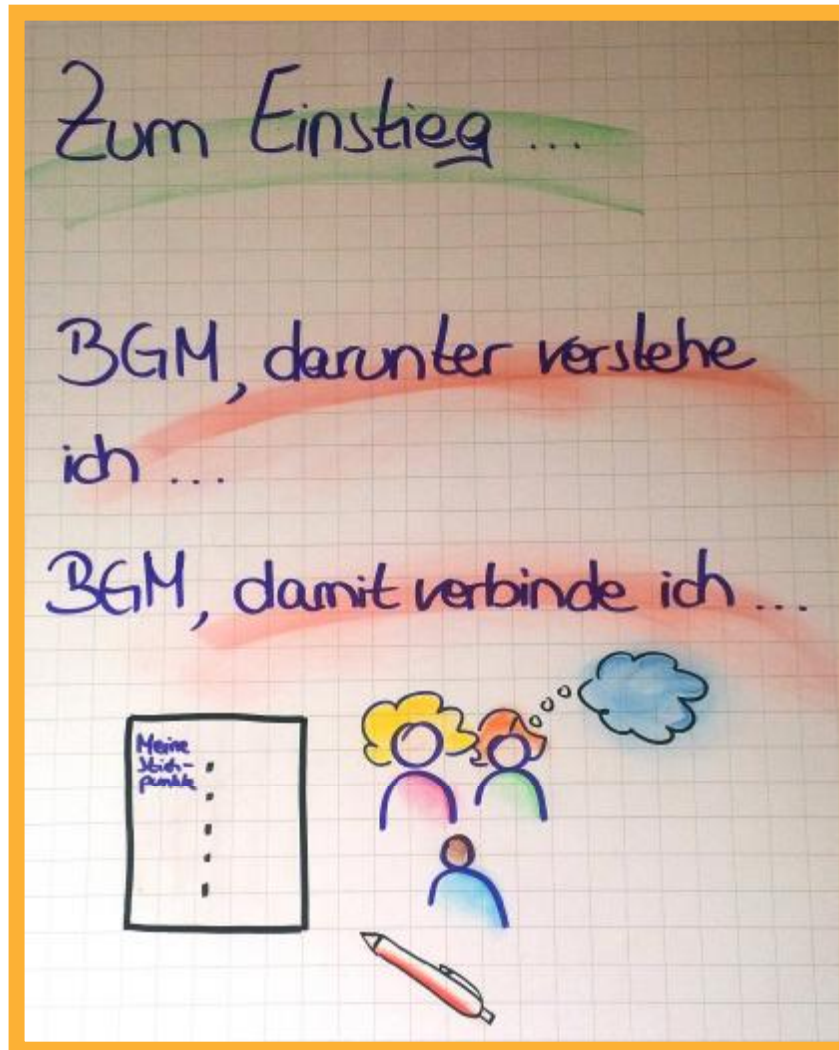 Zum Einstieg ...
BGM, darunter verstehe
ich ...
BGM, damit verbinde ich ...
Meine
Stich-
punkte